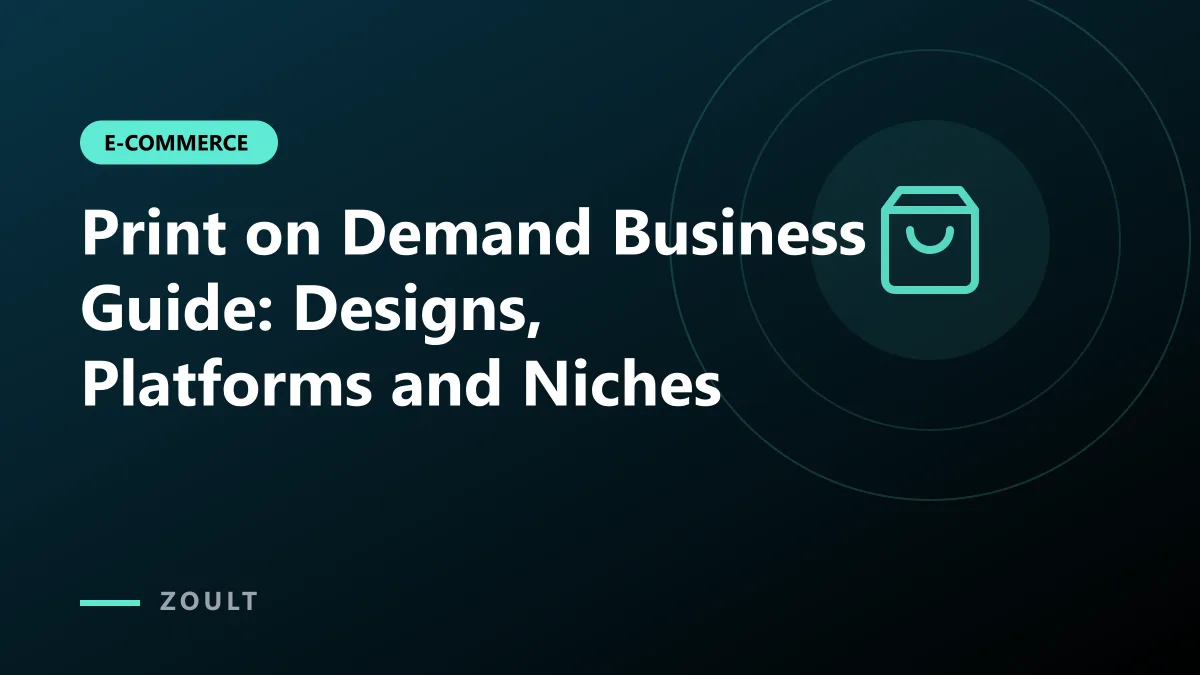 E-COMMERCE
Print on Demand Business
Guide: Designs,
Platforms and Niches
ZOULT